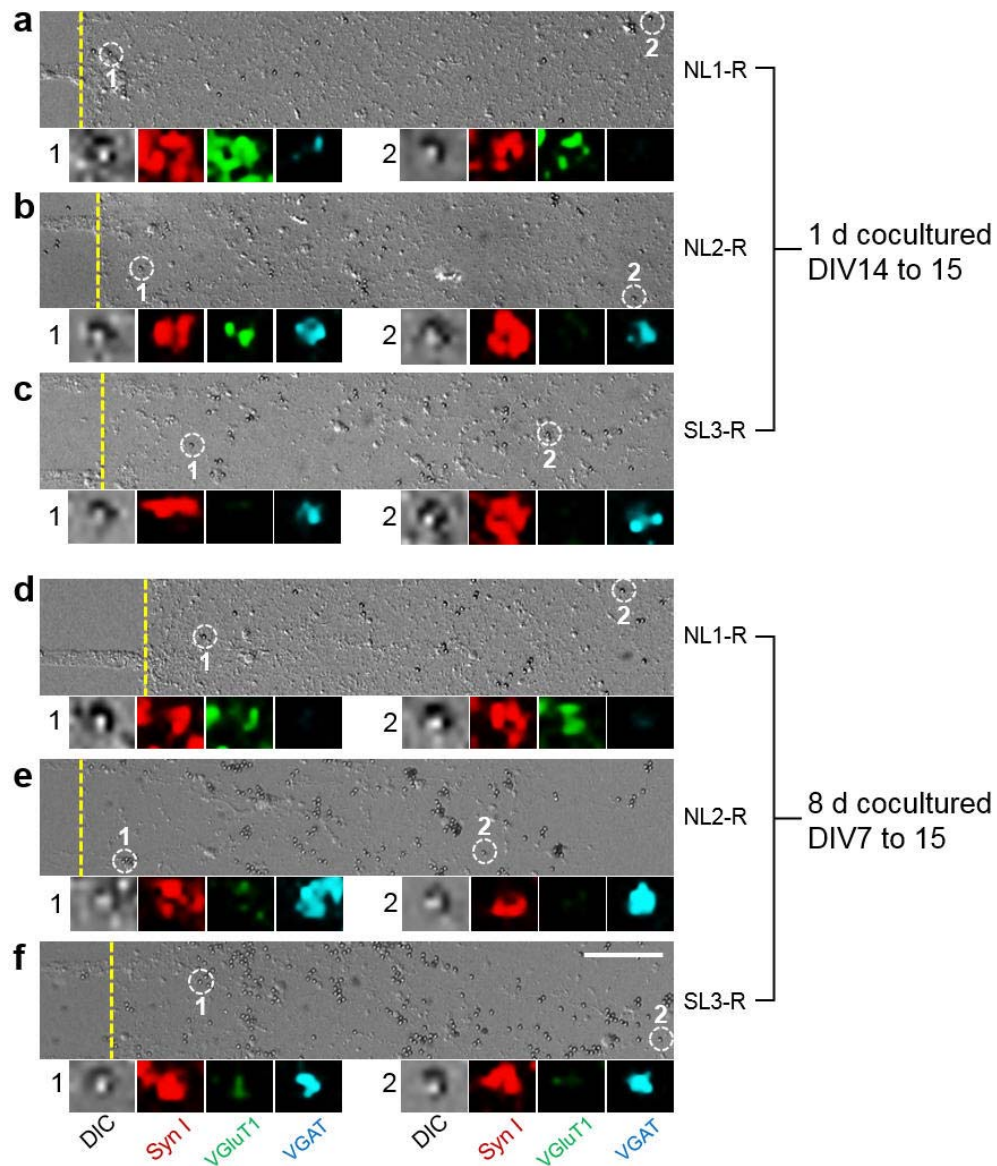 a
1
2
NL1-R
1
2
b
1
2
NL2-R
1 d cocultured
DIV14 to 15
1
2
c
1
2
SL3-R
1
2
d
1
2
NL1-R
1
2
e
1
2
NL2-R
8 d cocultured
DIV7 to 15
1
2
f
1
2
SL3-R
1
2
DIC
Syn I
VGluT1
VGAT
DIC
Syn I
VGluT1
VGAT